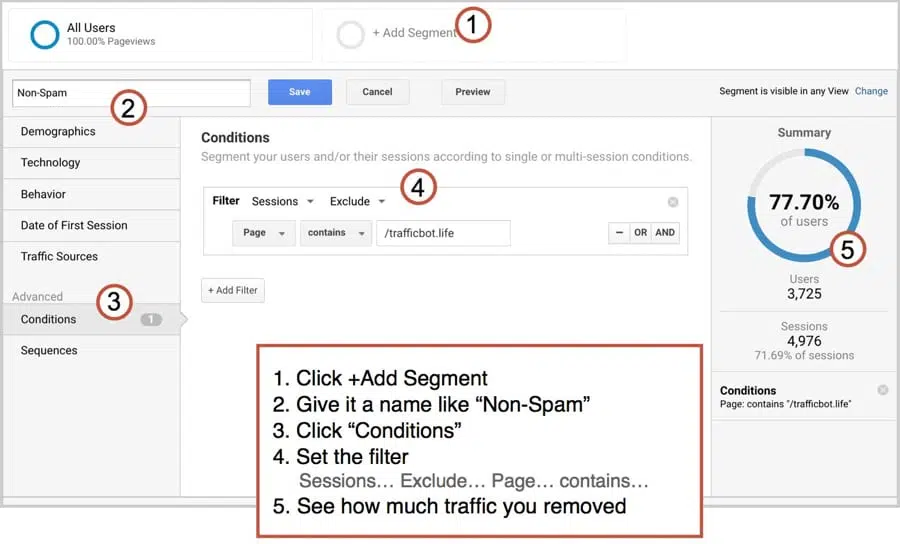 All Users
100.00% Pageviews
+ Add Segment
1
Non-Spam
Save
Cancel
Preview
Segment is visible in any View Change
2
Demographics
Technology
Behavior
Date of First Session
Traffic Sources
Advanced
3
Conditions
1
Sequences
Conditions
Segment your users and/or their sessions according to single or multi-session conditions.
4
Filter Sessions Exclude
Page contains /trafficbot.life
− OR AND
+ Add Filter
Summary
77.70%
of users
5
Users
3,725
Sessions
4,976
71.69% of sessions
Conditions
Page: contains "/trafficbot.life"
1. Click +Add Segment
2. Give it a name like “Non-Spam”
3. Click “Conditions”
4. Set the filter
Sessions… Exclude… Page… contains…
5. See how much traffic you removed